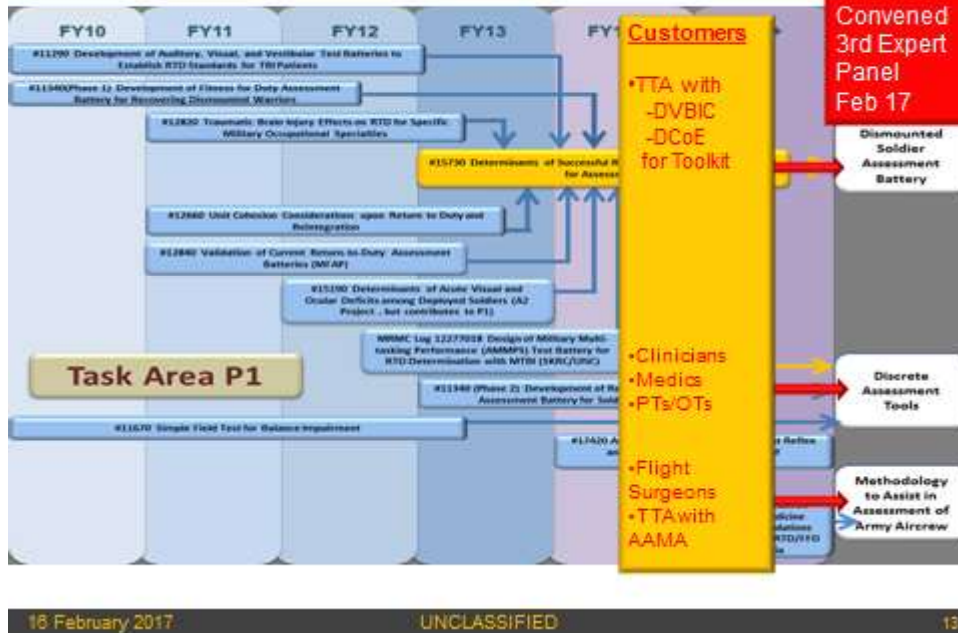 FY10
FY11
FY12
FY13
Customers
Convened
3rd Expert
Panel
Feb 17
#11290 Development of Auditory, Visual, and Vestibular Test Batteries to
Establish RTD Standards for TBI Patients
#11340(Phase 1) Development of Fitness for Duty Assessment
Battery for Recovering Dismounted Warriors
#12820 Traumatic Brain Injury Effects on RTD for Specific
Military Occupational Specialties
#15730 Determinants of Successful
for
#12660 Unit Cohesion Considerations upon Return to Duty and
Reintegration
#12840 Validation of Current Return-to-Duty Assessment
Batteries (MFAP)
#15190 Determinants of Acute Visual and
Ocular Deficits among Deployed Soldiers (A2
Project , but contributes to P1)
MRMC Log 12277018 Design of Military Multi-
tasking Performance (AMMPS) Test Battery for
RTD Determination with MTBI (SKRC/UNC)
#11340 (Phase 2) Development of
Assessment Battery for
#11670 Simple Field Test for Balance Impairment
#17420
Task Area P1
•TTA with
-DVBIC
-DCoE
for Toolkit
•Clinicians
•Medics
•PTs/OTs
•Flight
Surgeons
•TTA with
AAMA
Dismounted
Soldier
Assessment
Battery
Discrete
Assessment
Tools
Methodology
to Assist in
Assessment of
Army Aircrew
16 February 2017
UNCLASSIFIED
13